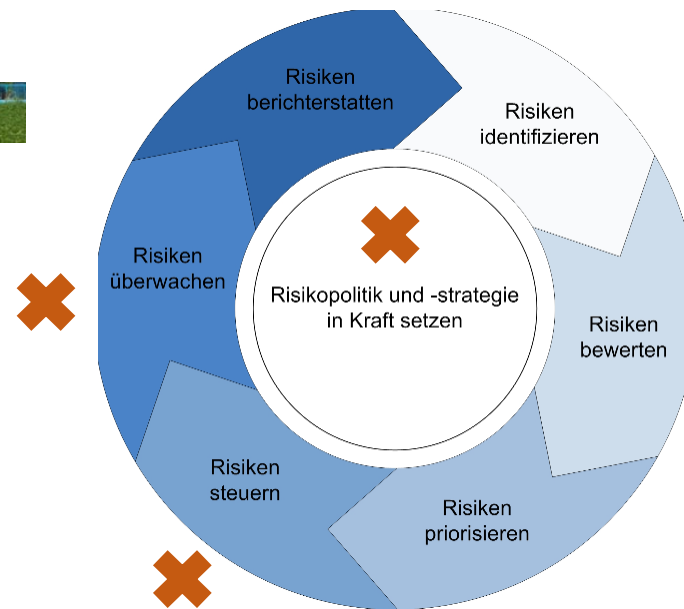 Risiken
berichterstatten
Risiken
identifizieren
Risiken
überwachen
Risikopolitik und -strategie
in Kraft setzen
Risiken
bewerten
Risiken
steuern
Risiken
priorisieren